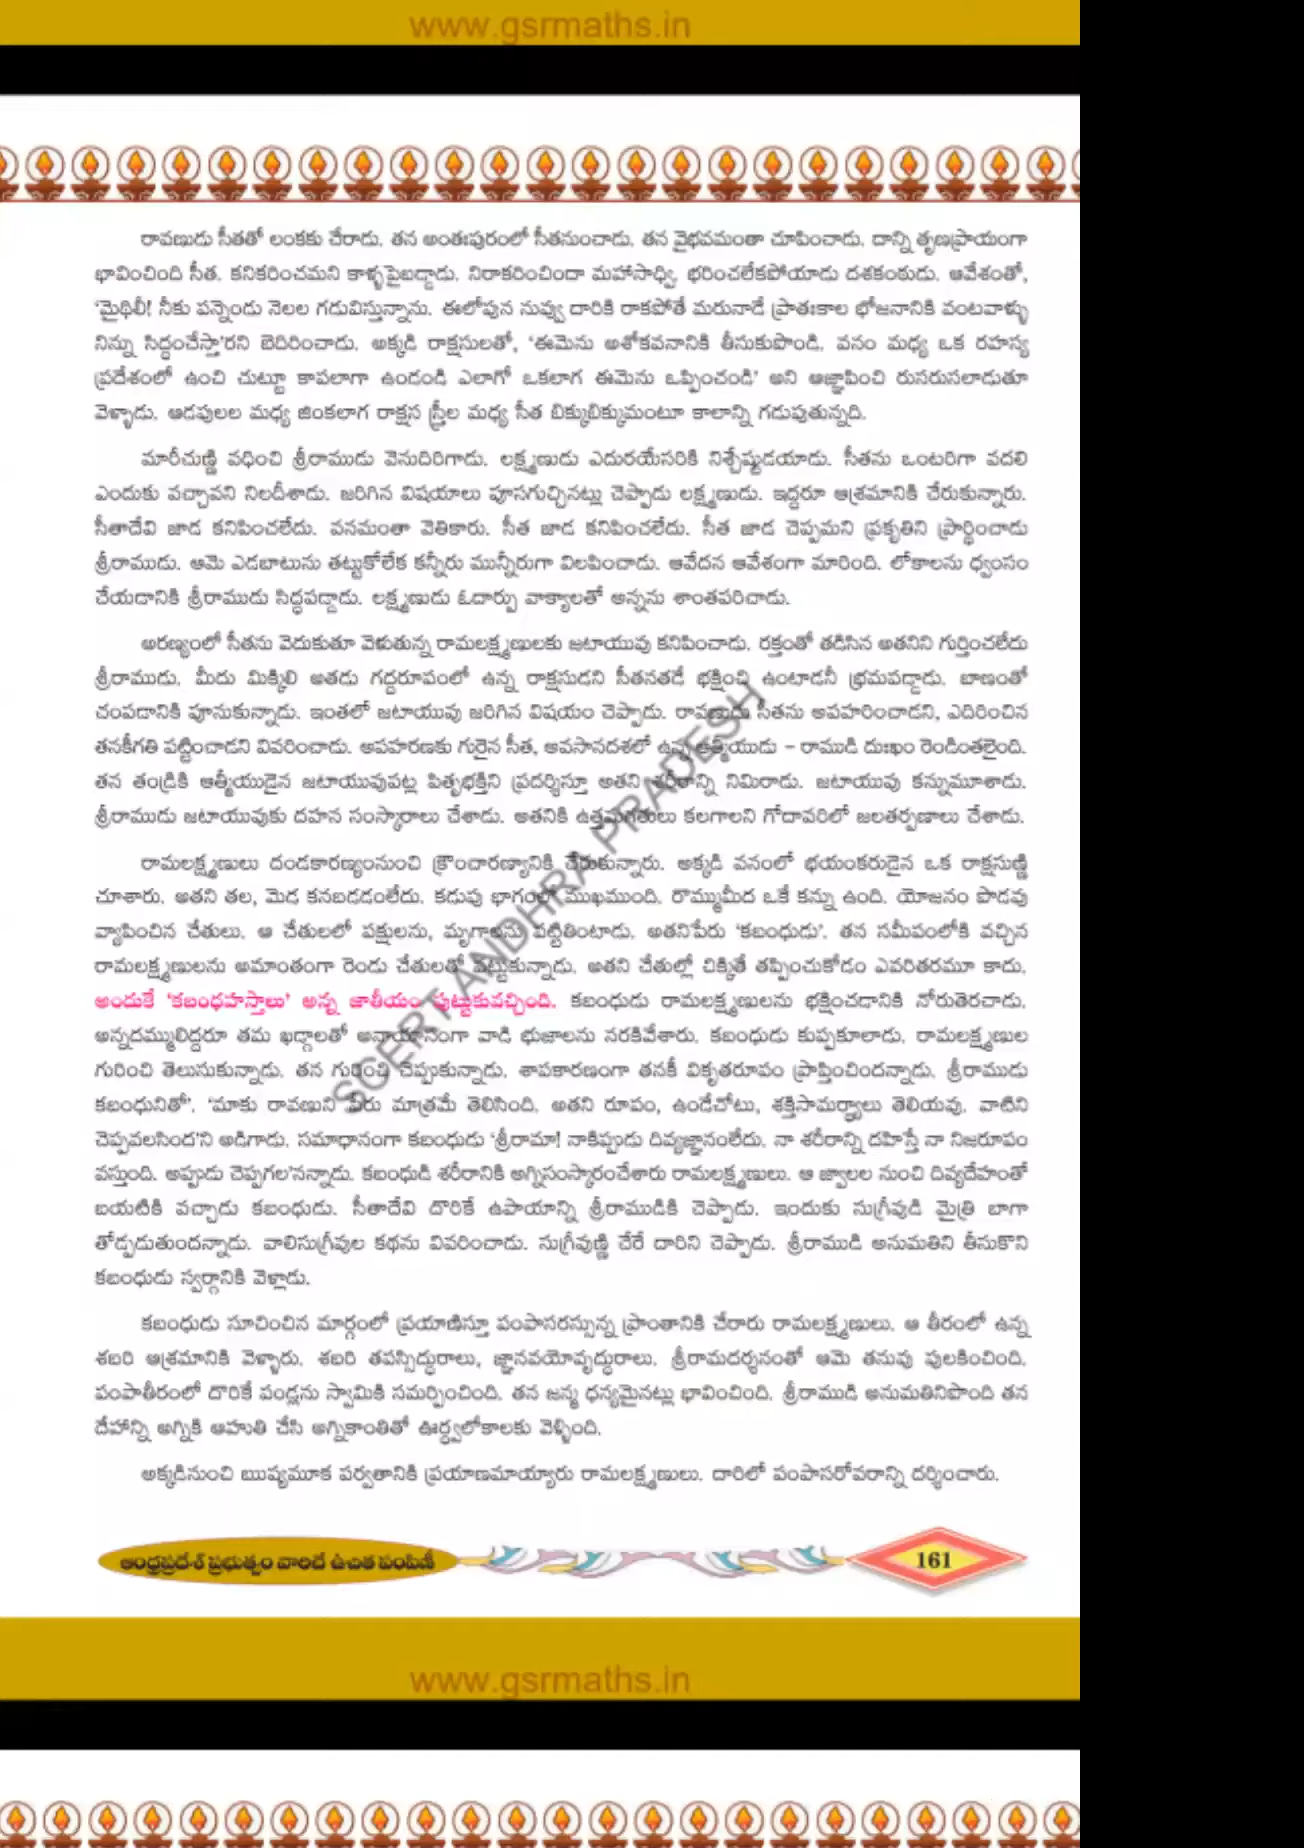 www.gsrmaths.in
రావణుడు సీతతో లంకకు చేరాడు. తన అంతఃపురంలో సీతనుంచాడు. తన వైభవమంతా చూపించాడు. దాన్ని తృణప్రాయంగా
భావించింది సీత. కనికరించమని కాళ్ళపైబడ్డాడు. నిరాకరించిందా మహాసాధ్వి. భరించలేకపోయాడు దశకంఠుడు. ఆవేశంతో,
‘మైథిలీ! నీకు పన్నెండు నెలల గడువిస్తున్నాను. ఈలోపున నువ్వు దారికి రాకపోతే మరునాడే ప్రాతఃకాల భోజనానికి వంటవాళ్ళు
నిన్ను సిద్ధంచేస్తా’రని బెదిరించాడు. అక్కడి రాక్షసులతో, ‘ఈమెను అశోకవనానికి తీసుకుపొండి. వనం మధ్య ఒక రహస్య
ప్రదేశంలో ఉంచి చుట్టూ కాపలాగా ఉండండి ఎలాగో ఒకలాగ ఈమెను ఒప్పించండి’ అని ఆజ్ఞాపించి రుసరుసలాడుతూ
వెళ్ళాడు. ఆడపులల మధ్య జింకలాగ రాక్షస స్త్రీల మధ్య సీత బిక్కుబిక్కుమంటూ కాలాన్ని గడుపుతున్నది.
మారీచుణ్ణి వధించి శ్రీరాముడు వెనుదిరిగాడు. లక్ష్మణుడు ఎదురయేసరికి నిశ్చేష్టుడయాడు. సీతను ఒంటరిగా వదలి
ఎందుకు వచ్చావని నిలదీశాడు. జరిగిన విషయాలు పూసగుచ్చినట్లు చెప్పాడు లక్ష్మణుడు. ఇద్దరూ ఆశ్రమానికి చేరుకున్నారు.
సీతాదేవి జాడ కనిపించలేదు. వనమంతా వెతికారు. సీత జాడ కనిపించలేదు. సీత జాడ చెప్పమని ప్రకృతిని ప్రార్థించాడు
శ్రీరాముడు. ఆమె ఎడబాటును తట్టుకోలేక కన్నీరు మున్నీరుగా విలపించాడు. ఆవేదన ఆవేశంగా మారింది. లోకాలను ధ్వంసం
చేయడానికి శ్రీరాముడు సిద్ధపడ్డాడు. లక్ష్మణుడు ఓదార్పు వాక్యాలతో అన్నను శాంతపరిచాడు.
అరణ్యంలో సీతను వెదుకుతూ వెళుతున్న రామలక్ష్మణులకు జటాయువు కనిపించాడు. రక్తంతో తడిసిన అతనిని గుర్తించలేదు
శ్రీరాముడు. మీదు మిక్కిలి అతడు గద్దరూపంలో ఉన్న రాక్షసుడని సీతనతడే భక్షించి ఉంటాడనీ భ్రమపడ్డాడు. బాణంతో
చంపడానికి పూనుకున్నాడు. ఇంతలో జటాయువు జరిగిన విషయం చెప్పాడు. రావణుడు సీతను అపహరించాడని, ఎదిరించిన
తనకీగతి పట్టించాడని వివరించాడు. అపహరణకు గురైన సీత, అవసానదశలో ఉన్న ఆత్మీయుడు – రాముడి దుఃఖం రెండింతలైంది.
తన తండ్రికి ఆత్మీయుడైన జటాయువుపట్ల పితృభక్తిని ప్రదర్శిస్తూ అతని శరీరాన్ని నిమిరాడు. జటాయువు కన్నుమూశాడు.
శ్రీరాముడు జటాయువుకు దహన సంస్కారాలు చేశాడు. అతనికి ఉత్తమగతులు కలగాలని గోదావరిలో జలతర్పణాలు చేశాడు.
రామలక్ష్మణులు దండకారణ్యంనుంచి క్రౌంచారణ్యానికి చేరుకున్నారు. అక్కడి వనంలో భయంకరుడైన ఒక రాక్షసుణ్ణి
చూశారు. అతని తల, మెడ కనబడడంలేదు. కడుపు భాగంలో ముఖముంది. రొమ్ముమీద ఒకే కన్ను ఉంది. యోజనం పొడవు
వ్యాపించిన చేతులు. ఆ చేతులలో పక్షులను, మృగాలను పట్టితింటాడు. అతనిపేరు ‘కబంధుడు’. తన సమీపంలోకి వచ్చిన
రామలక్ష్మణులను అమాంతంగా రెండు చేతులతో పట్టుకున్నాడు. అతని చేతుల్లో చిక్కితే తప్పించుకోడం ఎవరితరమూ కాదు.
అందుకే ‘కబంధహస్తాలు’ అన్న జాతీయం పుట్టుకువచ్చింది. కబంధుడు రామలక్ష్మణులను భక్షించడానికి నోరుతెరచాడు.
అన్నదమ్ములిద్దరూ తమ ఖడ్గాలతో అనాయాసంగా వాడి భుజాలను నరికివేశారు. కబంధుడు కుప్పకూలాడు. రామలక్ష్మణుల
గురించి తెలుసుకున్నాడు. తన గురించి చెప్పుకున్నాడు. శాపకారణంగా తనకీ వికృతరూపం ప్రాప్తించిందన్నాడు. శ్రీరాముడు
కబంధునితో’. ‘మాకు రావణుని పేరు మాత్రమే తెలిసింది. అతని రూపం, ఉండేచోటు, శక్తిసామర్థ్యాలు తెలియవు. వాటిని
చెప్పవలసింద’ని అడిగాడు. సమాధానంగా కబంధుడు ‘శ్రీరామా! నాకిప్పుడు దివ్యజ్ఞానంలేదు. నా శరీరాన్ని దహిస్తే నా నిజరూపం
వస్తుంది. అప్పుడు చెప్పగల’నన్నాడు. కబంధుడి శరీరానికి అగ్నిసంస్కారంచేశారు రామలక్ష్మణులు. ఆ జ్వాలల నుంచి దివ్యదేహంతో
బయటికి వచ్చాడు కబంధుడు. సీతాదేవి దొరికే ఉపాయాన్ని శ్రీరాముడికి చెప్పాడు. ఇందుకు సుగ్రీవుడి మైత్రి బాగా
తోడ్పడుతుందన్నాడు. వాలిసుగ్రీవుల కథను వివరించాడు. సుగ్రీవుణ్ణి చేరే దారిని చెప్పాడు. శ్రీరాముడి అనుమతిని తీసుకొని
కబంధుడు స్వర్గానికి వెళ్లాడు.
కబంధుడు సూచించిన మార్గంలో ప్రయాణిస్తూ పంపాసరస్సున్న ప్రాంతానికి చేరారు రామలక్ష్మణులు. ఆ తీరంలో ఉన్న
శబరి ఆశ్రమానికి వెళ్ళారు. శబరి తపస్సిద్ధురాలు, జ్ఞానవయోవృద్ధురాలు. శ్రీరామదర్శనంతో ఆమె తనువు పులకించింది.
పంపాతీరంలో దొరికే పండ్లను స్వామికి సమర్పించింది. తన జన్మ ధన్యమైనట్లు భావించింది. శ్రీరాముడి అనుమతినిపొంది తన
దేహాన్ని అగ్నికి ఆహుతి చేసి అగ్నికాంతితో ఊర్ధ్వలోకాలకు వెళ్ళింది.
అక్కడినుంచి ఋష్యమూక పర్వతానికి ప్రయాణమాయ్యారు రామలక్ష్మణులు. దారిలో పంపాసరోవరాన్ని దర్శించారు.
SCERT ANDHRA PRADESH
ఆంధ్రప్రదేశ్ ప్రభుత్వం వారిచే ఉచిత పంపిణీ
161
www.gsrmaths.in